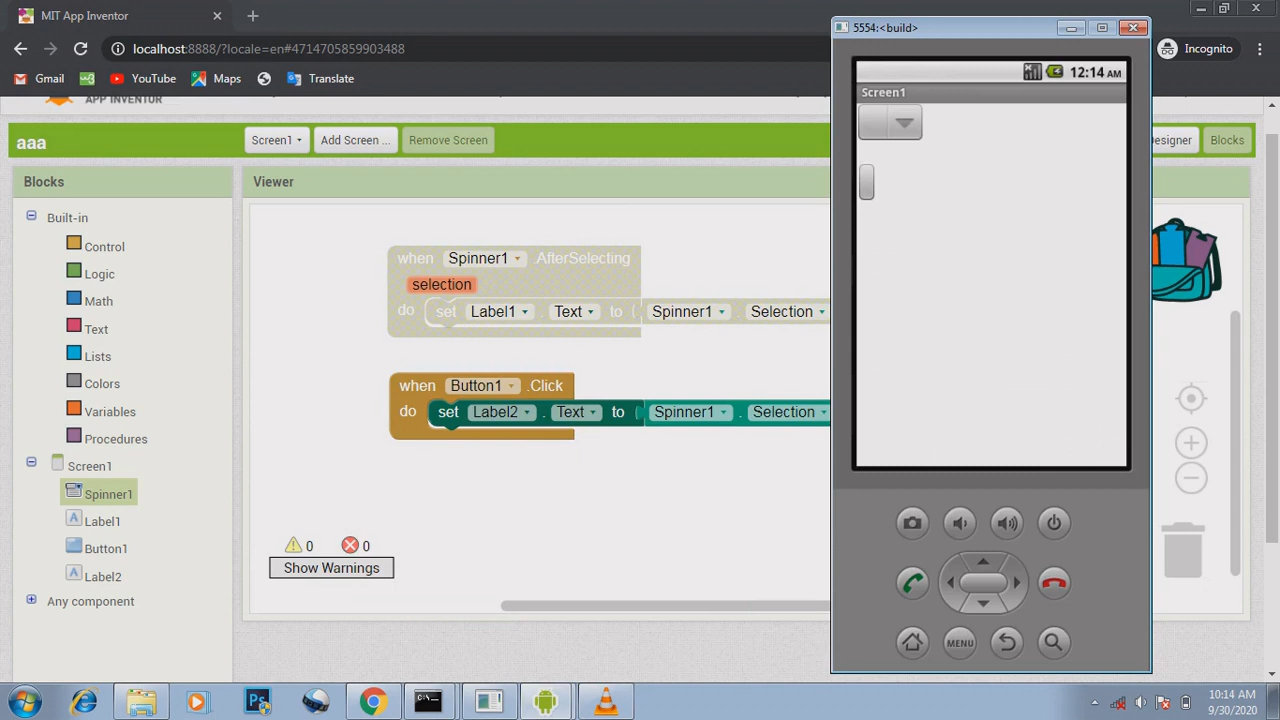 MIT App Inventor
5554:<build>
localhost:8888/?locale=en#4714705899903488
Incognito
Gmail
YouTube
Maps
Translate
APP INVENTOR
12:14 AM
Screen1
aaa
Screen1
Add Screen ...
Remove Screen
Designer
Blocks
Blocks
Viewer
Built-in
Control
Logic
Math
Text
Lists
Colors
Variables
Procedures
Screen1
Spinner1
Label1
Button1
Label2
Any component
when Spinner1 .AfterSelecting
selection
do set Label1 . Text to Spinner1 . Selection
when Button1 .Click
do set Label2 . Text to Spinner1 . Selection
0 0
Show Warnings
MENU
10:14 AM
9/30/2020